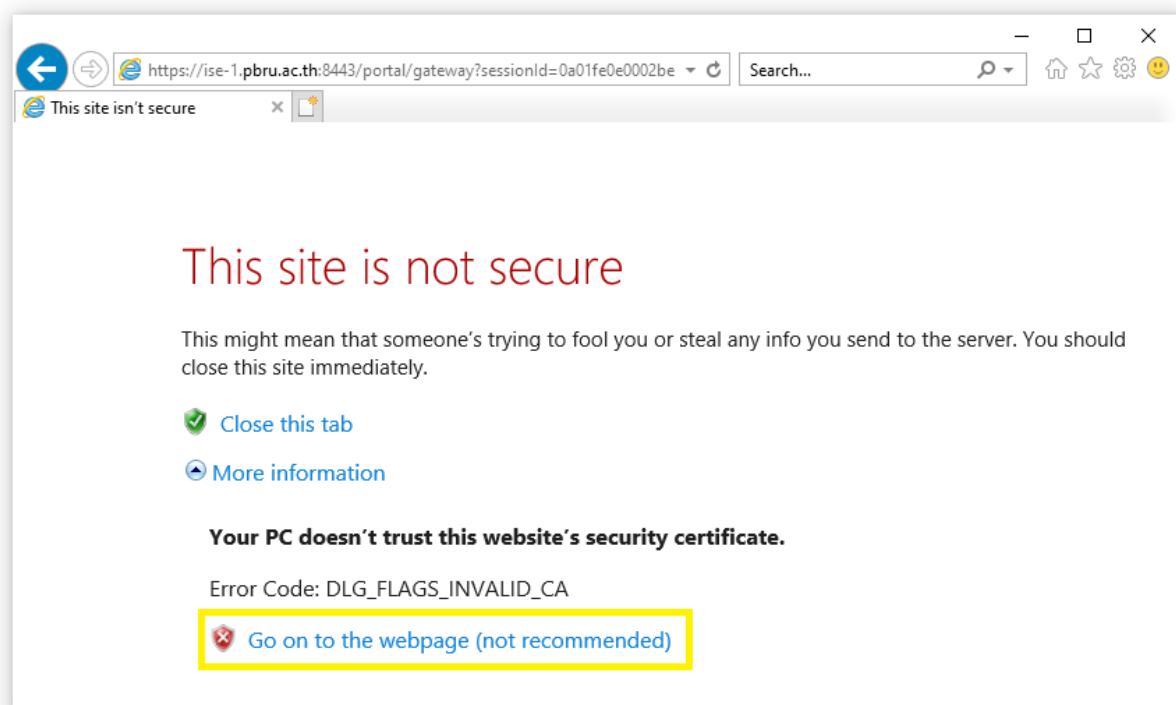 https://ise-1.pbru.ac.th:8443/portal/gateway?sessionId=0a01fe0e0002be
Search...
This site isn't secure
This site is not secure
This might mean that someone's trying to fool you or steal any info you send to the server. You should
close this site immediately.
Close this tab
More information
Your PC doesn't trust this website's security certificate.
Error Code: DLG_FLAGS_INVALID_CA
Go on to the webpage (not recommended)